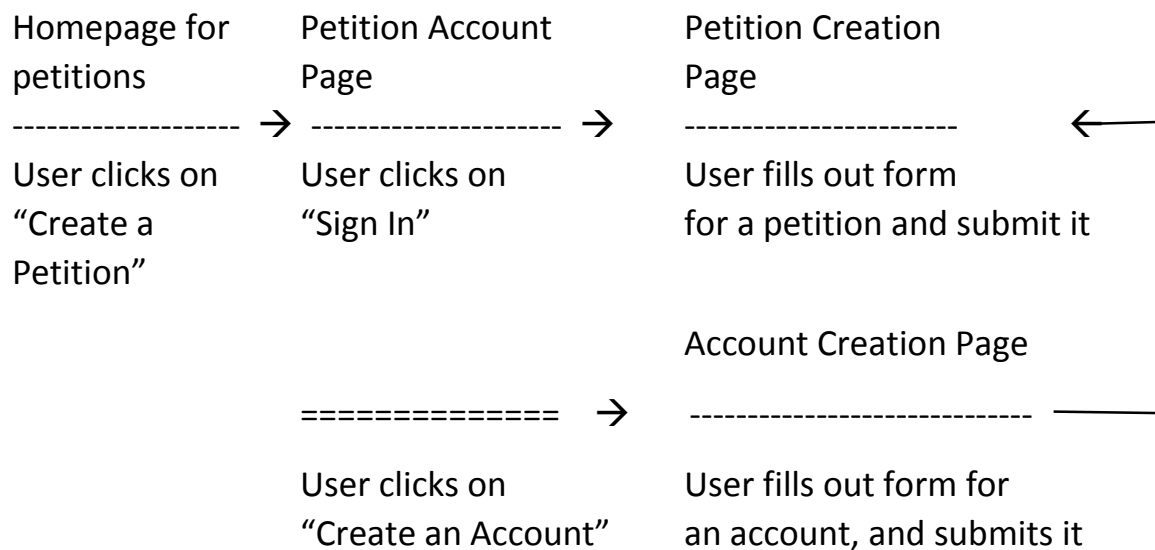 Homepage for petitions
--------------------
User clicks on
“Create a
Petition”
→
Petition Account
Page
----------------------
User clicks on
“Sign In”
→
Petition Creation
Page
------------------------
User fills out form
for a petition and submit it
←
==============
User clicks on
“Create an Account”
→
Account Creation Page
------------------------------
User fills out form for
an account, and submits it